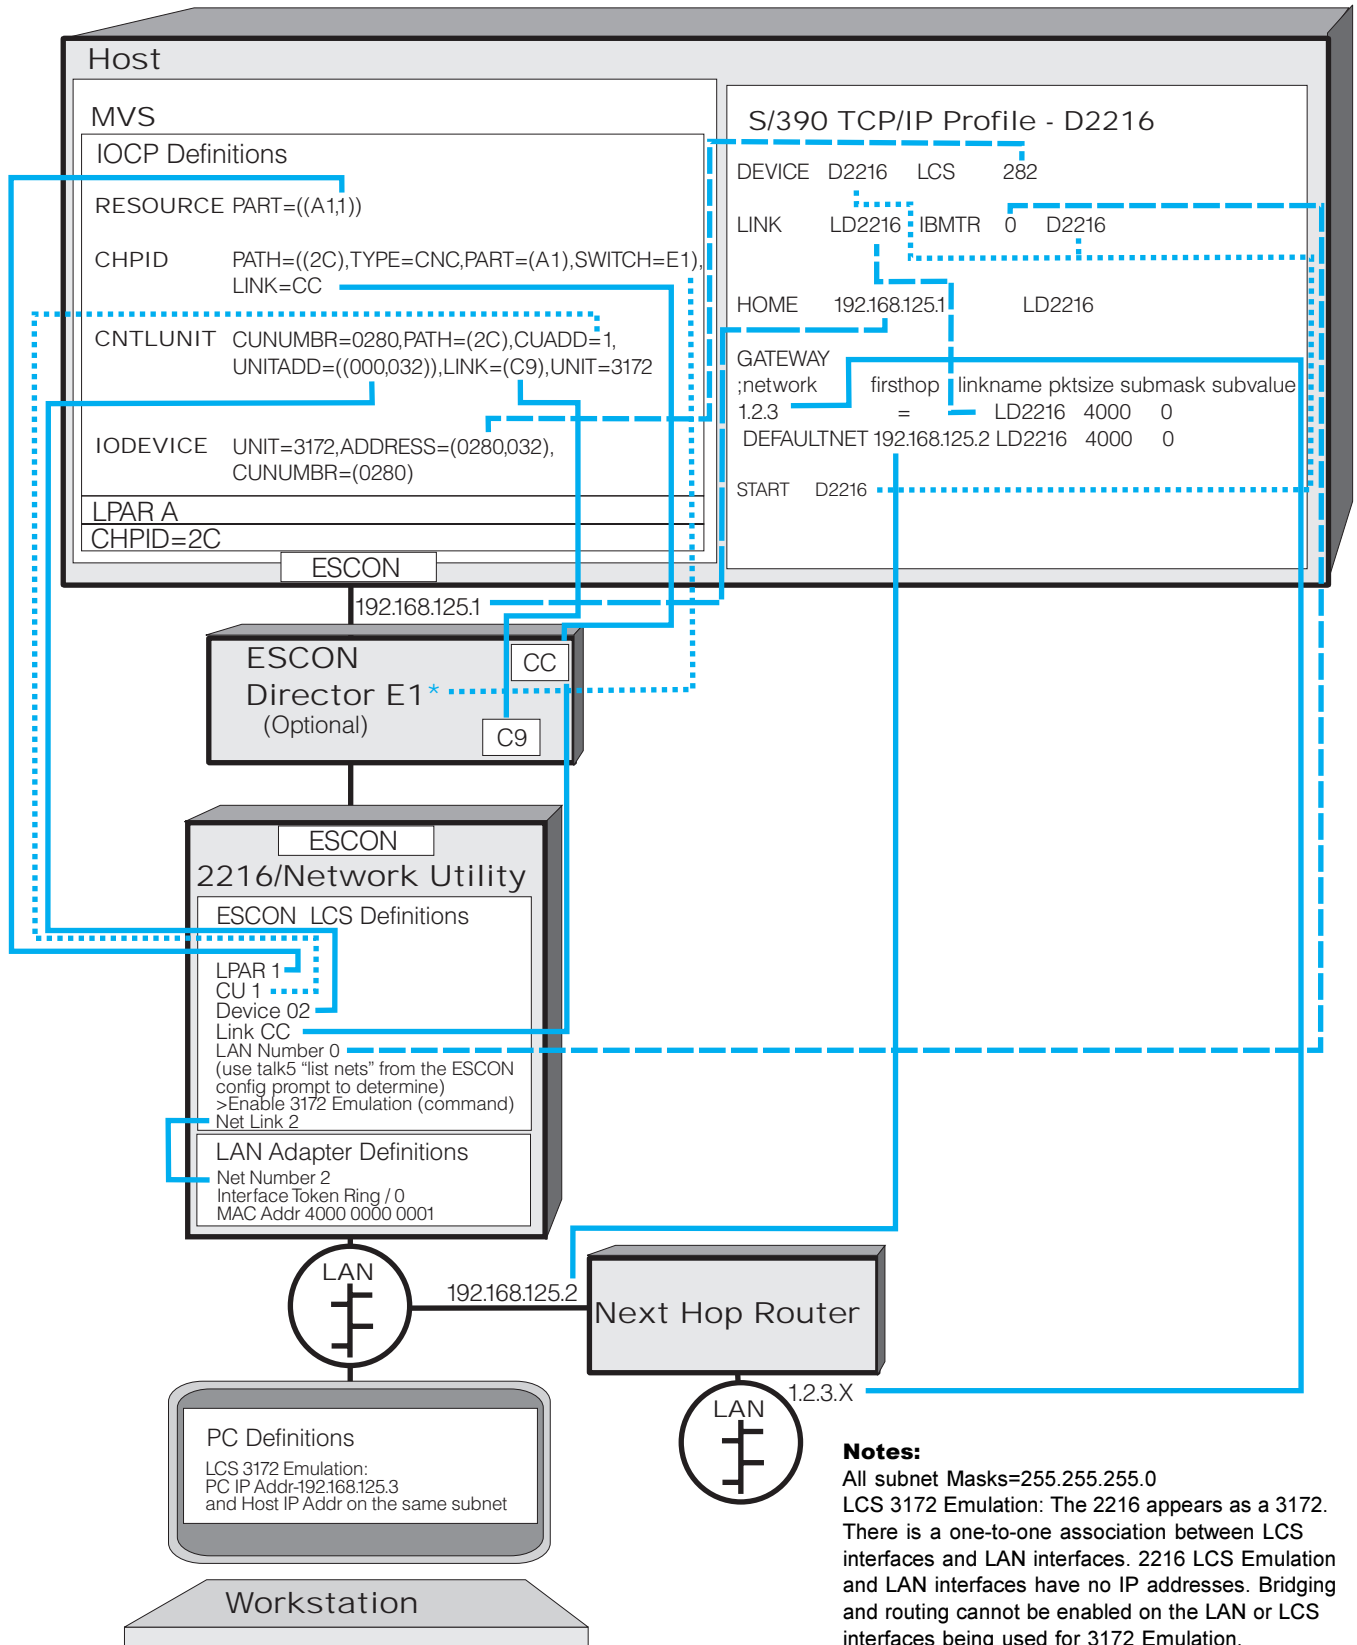 Host
MVS
IOCP Definitions
RESOURCE PART=((A1,1))
CHPID PATH=((2C),TYPE=CNC,PART=(A1),SWITCH=E1),
LINK=CC
CNTLUNIT CUNUMBR=0280,PATH=(2C),CUADD=1,
UNITADD=((000,032)),LINK=(C9),UNIT=3172
IODEVICE UNIT=3172,ADDRESS=(0280,032),
CUNUMBR=(0280)
LPAR A
CHPID=2C
ESCON
S/390 TCP/IP Profile - D2216
DEVICE D2216 LCS 282
LINK LD2216 IBMTR 0 D2216
HOME 192.168.125.1 LD2216
GATEWAY
;network firsthop linkname pktsize submask subvalue
1.2.3 = LD2216 4000 0
DEFAULTNET 192.168.125.2 LD2216 4000 0
START D2216
192.168.125.1
ESCON
Director E1*
(Optional)
CC
C9
ESCON
2216/Network Utility
ESCON LCS Definitions
LPAR 1
CU 1
Device 02
Link CC
LAN Number 0
(use talk5 “list nets” from the ESCON
config prompt to determine)
>Enable 3172 Emulation (command)
Net Link 2
LAN Adapter Definitions
Net Number 2
Interface Token Ring / 0
MAC Addr 4000 0000 0001
LAN
192.168.125.2
Next Hop Router
LAN
1.2.3.X
PC Definitions
LCS 3172 Emulation:
PC IP Addr-192.168.125.3
and Host IP Addr on the same subnet
Workstation
Notes:
All subnet Masks=255.255.255.0
LCS 3172 Emulation: The 2216 appears as a 3172.
There is a one-to-one association between LCS
interfaces and LAN interfaces. 2216 LCS Emulation
and LAN interfaces have no IP addresses. Bridging
and routing cannot be enabled on the LAN or LCS
interfaces being used for 3172 Emulation.